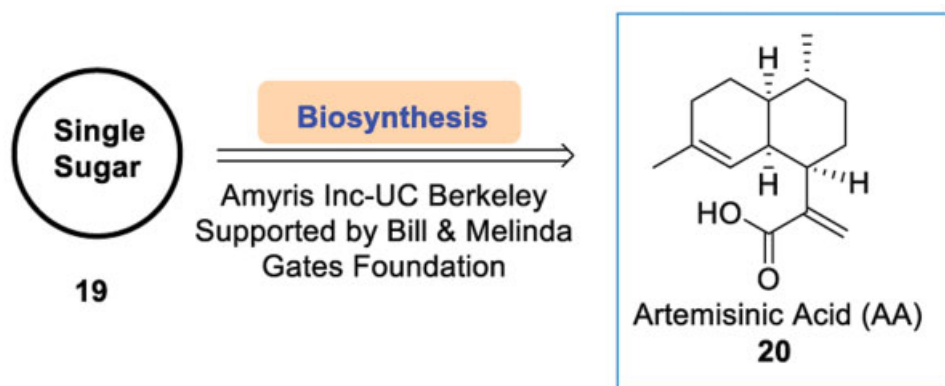 Single
Sugar
19
Biosynthesis
Amyris Inc-UC Berkeley
Supported by Bill & Melinda
Gates Foundation
H
H
H
HO
O
Artemisinic Acid (AA)
20